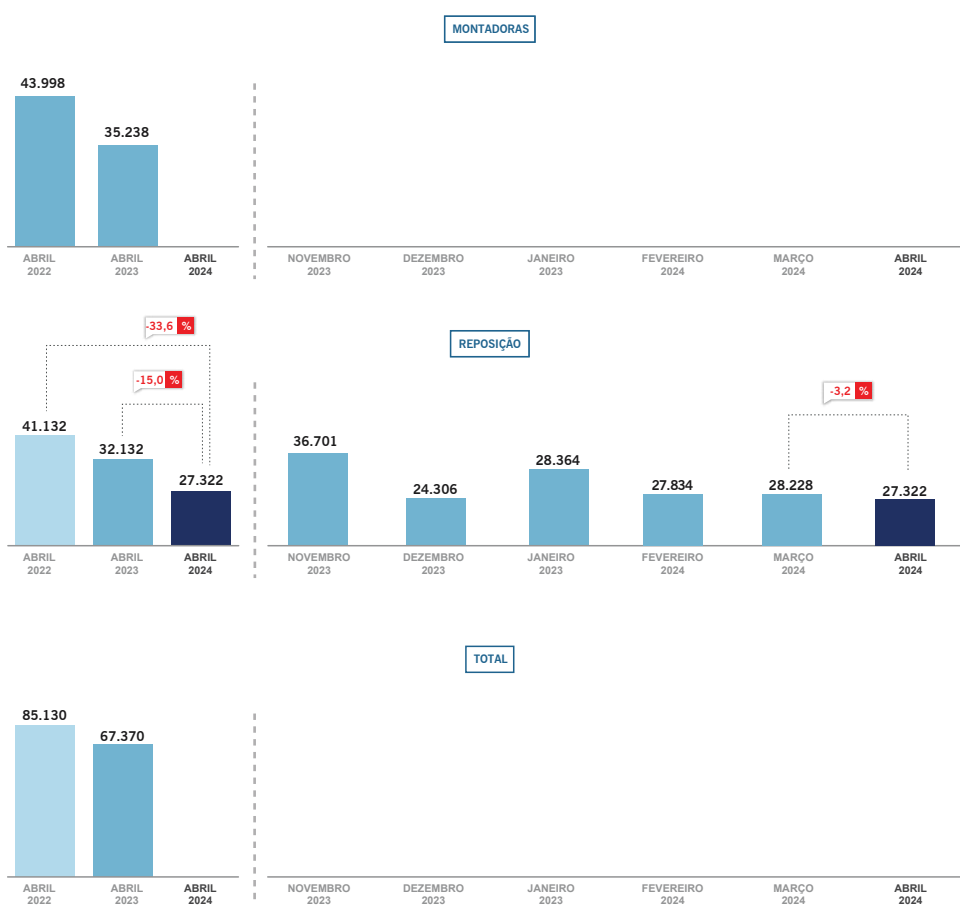 MONTADORAS
43.998
35.238
ABRIL
2022
ABRIL
2023
ABRIL
2024
NOVEMBRO
2023
DEZEMBRO
2023
JANEIRO
2023
FEVEREIRO
2024
MARÇO
2024
ABRIL
2024
REPOSIÇÃO
-33,6 %
-15,0 %
-3,2 %
41.132
32.132
27.322
36.701
24.306
28.364
27.834
28.228
27.322
ABRIL
2022
ABRIL
2023
ABRIL
2024
NOVEMBRO
2023
DEZEMBRO
2023
JANEIRO
2023
FEVEREIRO
2024
MARÇO
2024
ABRIL
2024
TOTAL
85.130
67.370
ABRIL
2022
ABRIL
2023
ABRIL
2024
NOVEMBRO
2023
DEZEMBRO
2023
JANEIRO
2023
FEVEREIRO
2024
MARÇO
2024
ABRIL
2024